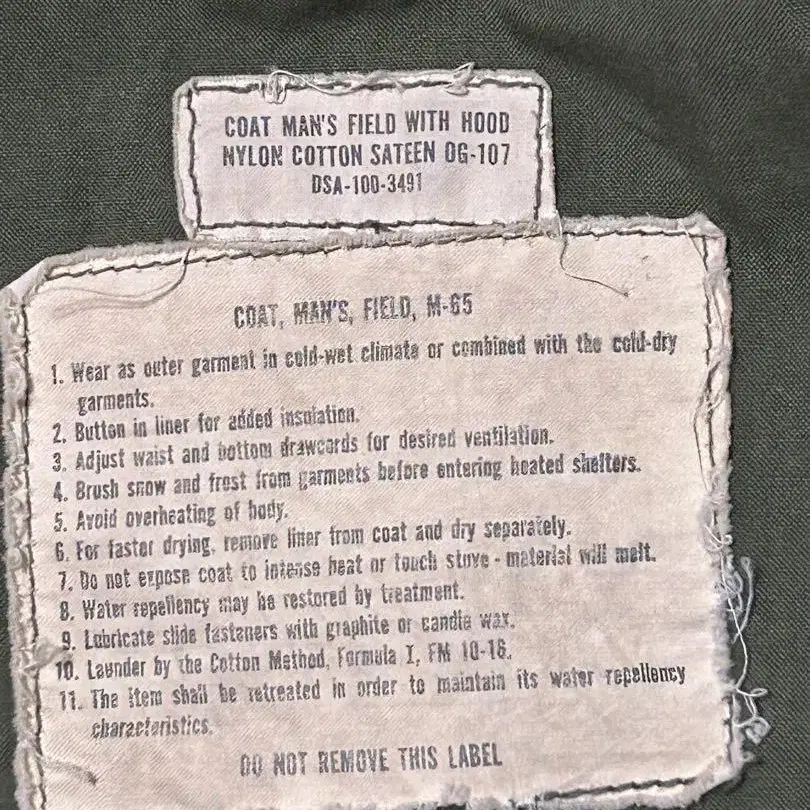 COAT MAN'S FIELD WITH HOOD
NYLON COTTON SATEEN OG-107
DSA-100-3491
COAT, MAN'S, FIELD, M-65
1. Wear as outer garment in cold-wet climate or combined with the cold-dry
garments.
2. Button in liner for added insulation.
3. Adjust waist and bottom drawcords for desired ventilation.
4. Brush snow and frost from garments before entering heated shelters.
5. Avoid overheating of body.
6. For faster drying, remove liner from coat and dry separately.
7. Do not expose coat to intense heat or touch stove - material will melt.
8. Water repellency may be restored by treatment.
9. Lubricate slide fasteners with graphite or candle wax.
10. Launder by the Cotton Method, Formula I, FM 10-16.
11. The item shall be retreated in order to maintain its water repellency
characteristics.
DO NOT REMOVE THIS LABEL